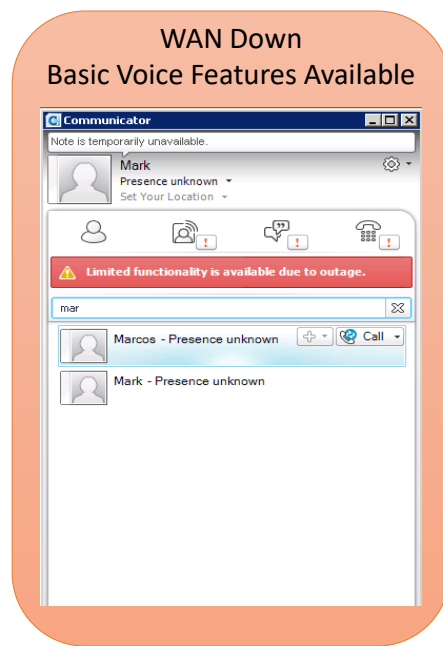 WAN Down
Basic Voice Features Available
Communicator
Note is temporarily unavailable.
Mark
Presence unknown
Set Your Location
Limited functionality is available due to outage.
mar
Marcos - Presence unknown Call
Mark - Presence unknown